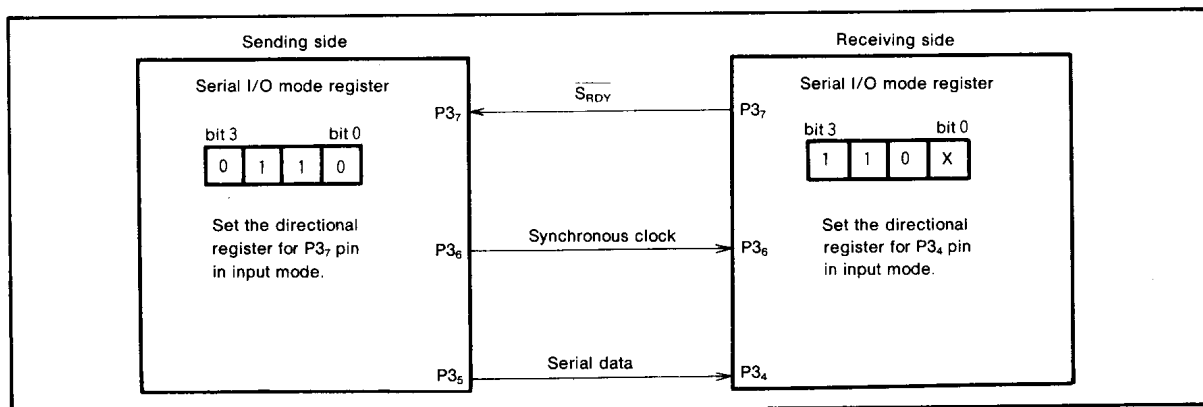 Sending side
Serial I/O mode register
bit 3 bit 0
0 1 1 0
Set the directional
register for P3₇ pin
in input mode.
P3₇
P3₆
P3₅
S̅R̅D̅Y̅
Synchronous clock
Serial data
Receiving side
Serial I/O mode register
P3₇
bit 3 bit 0
1 1 0 X
Set the directional
register for P3₄ pin
in input mode.
P3₆
P3₄